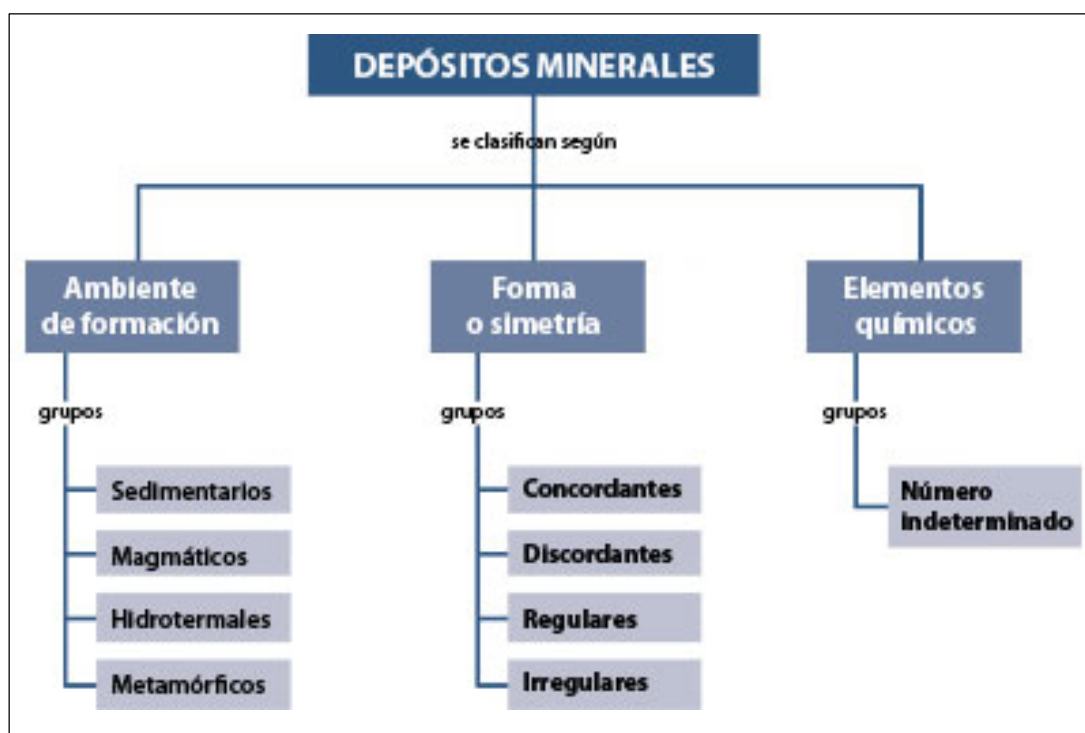 DEPÓSITOS MINERALES
se clasifican según
Ambiente
de formación
grupos
Sedimentarios
Magmáticos
Hidrotermales
Metamórficos
Forma
o simetría
grupos
Concordantes
Discordantes
Regulares
Irregulares
Elementos
químicos
grupos
Número
indeterminado